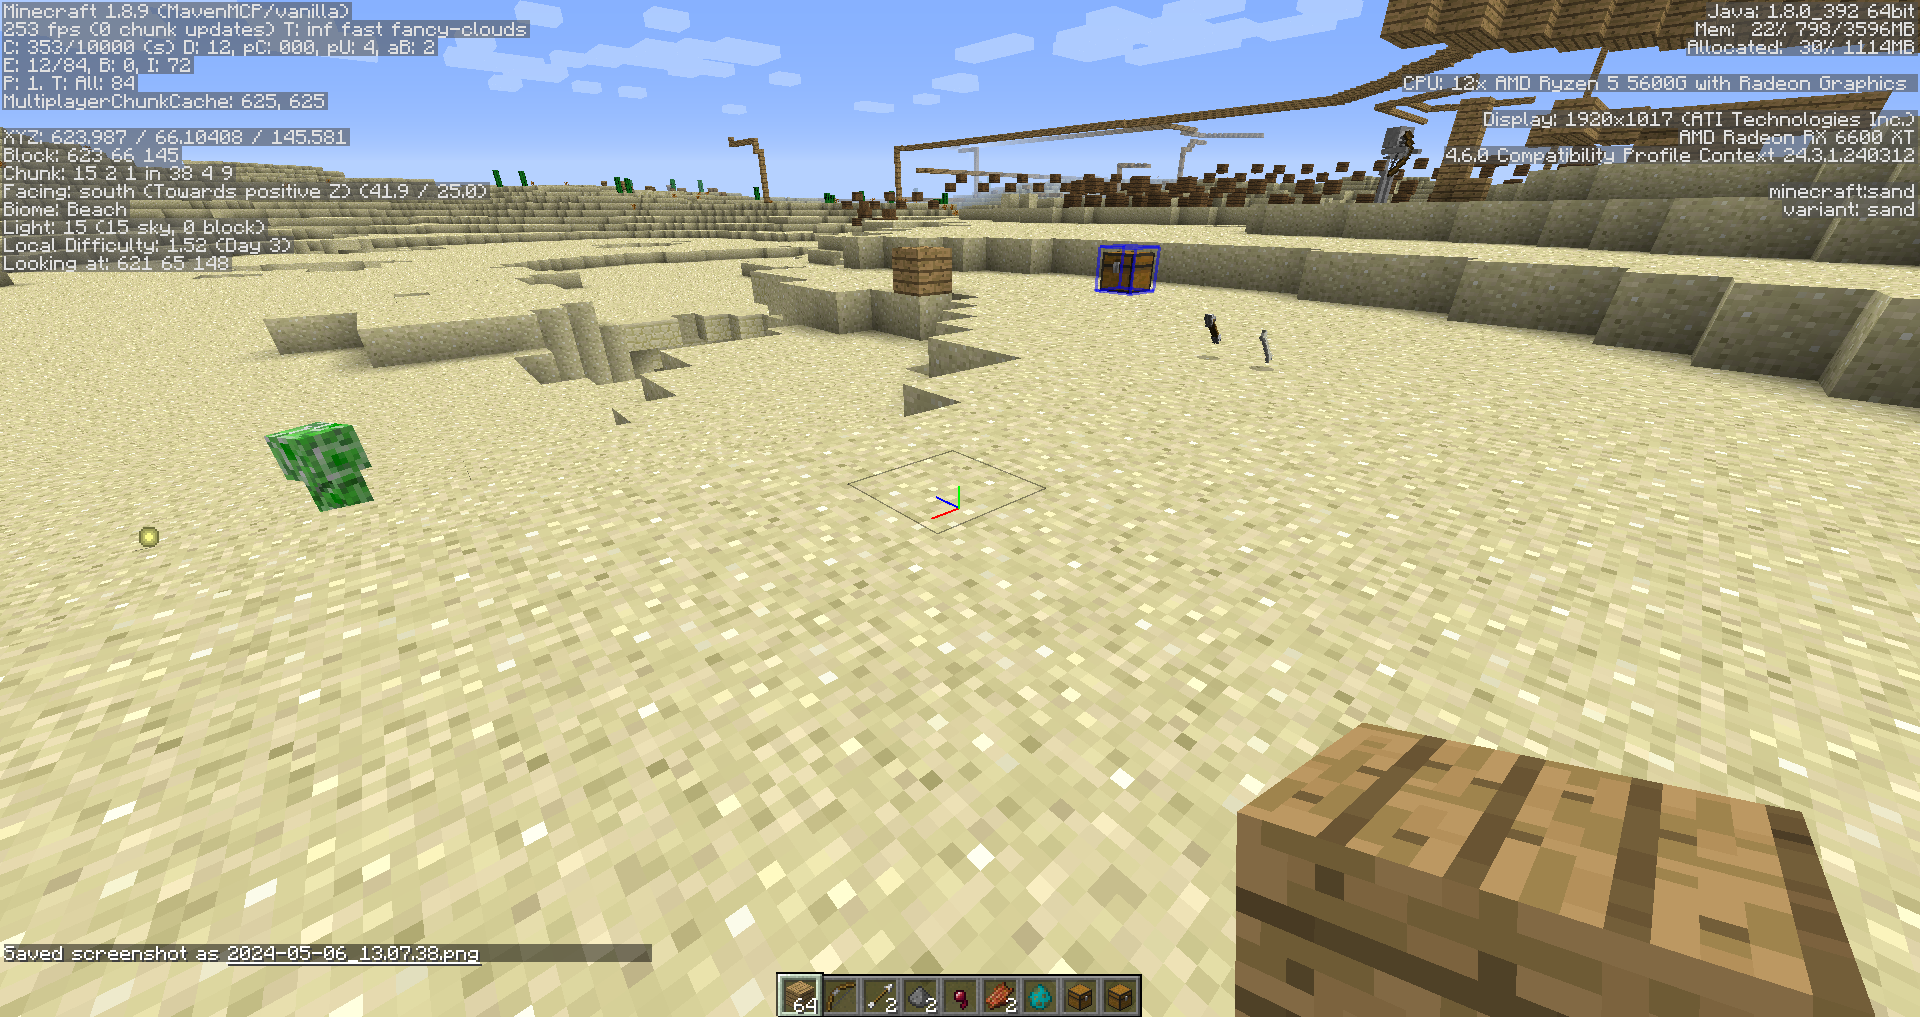 Minecraft 1.8.9 (MavenMCP/vanilla)
253 fps (0 chunk updates) T: inf fast fancy-clouds
C: 353/10000 (s) D: 12, pC: 000, pU: 4, aB: 2
E: 12/84, B: 0, I: 72
P: 1. T: All: 84
MultiplayerChunkCache: 625, 625
XYZ: 623.987 / 66.10408 / 145.581
Block: 623 66 145
Chunk: 15 2 1 in 38 4 9
Facing: south (Towards positive Z) (41.9 / 25.0)
Biome: Beach
Light: 15 (15 sky, 0 block)
Local Difficulty: 1.52 (Day 3)
Looking at: 621 65 148
Java: 1.8.0_392 64bit
Mem: 22% 798/3596MB
Allocated: 30% 1114MB
CPU: 12x AMD Ryzen 5 5600G with Radeon Graphics
Display: 1920x1017 (ATI Technologies Inc.)
AMD Radeon RX 6600 XT
4.6.0 Compatibility Profile Context 24.3.1.240312
minecraft:sand
variant: sand
Saved screenshot as 2024-05-06_13.07.38.png
64 2 2 2